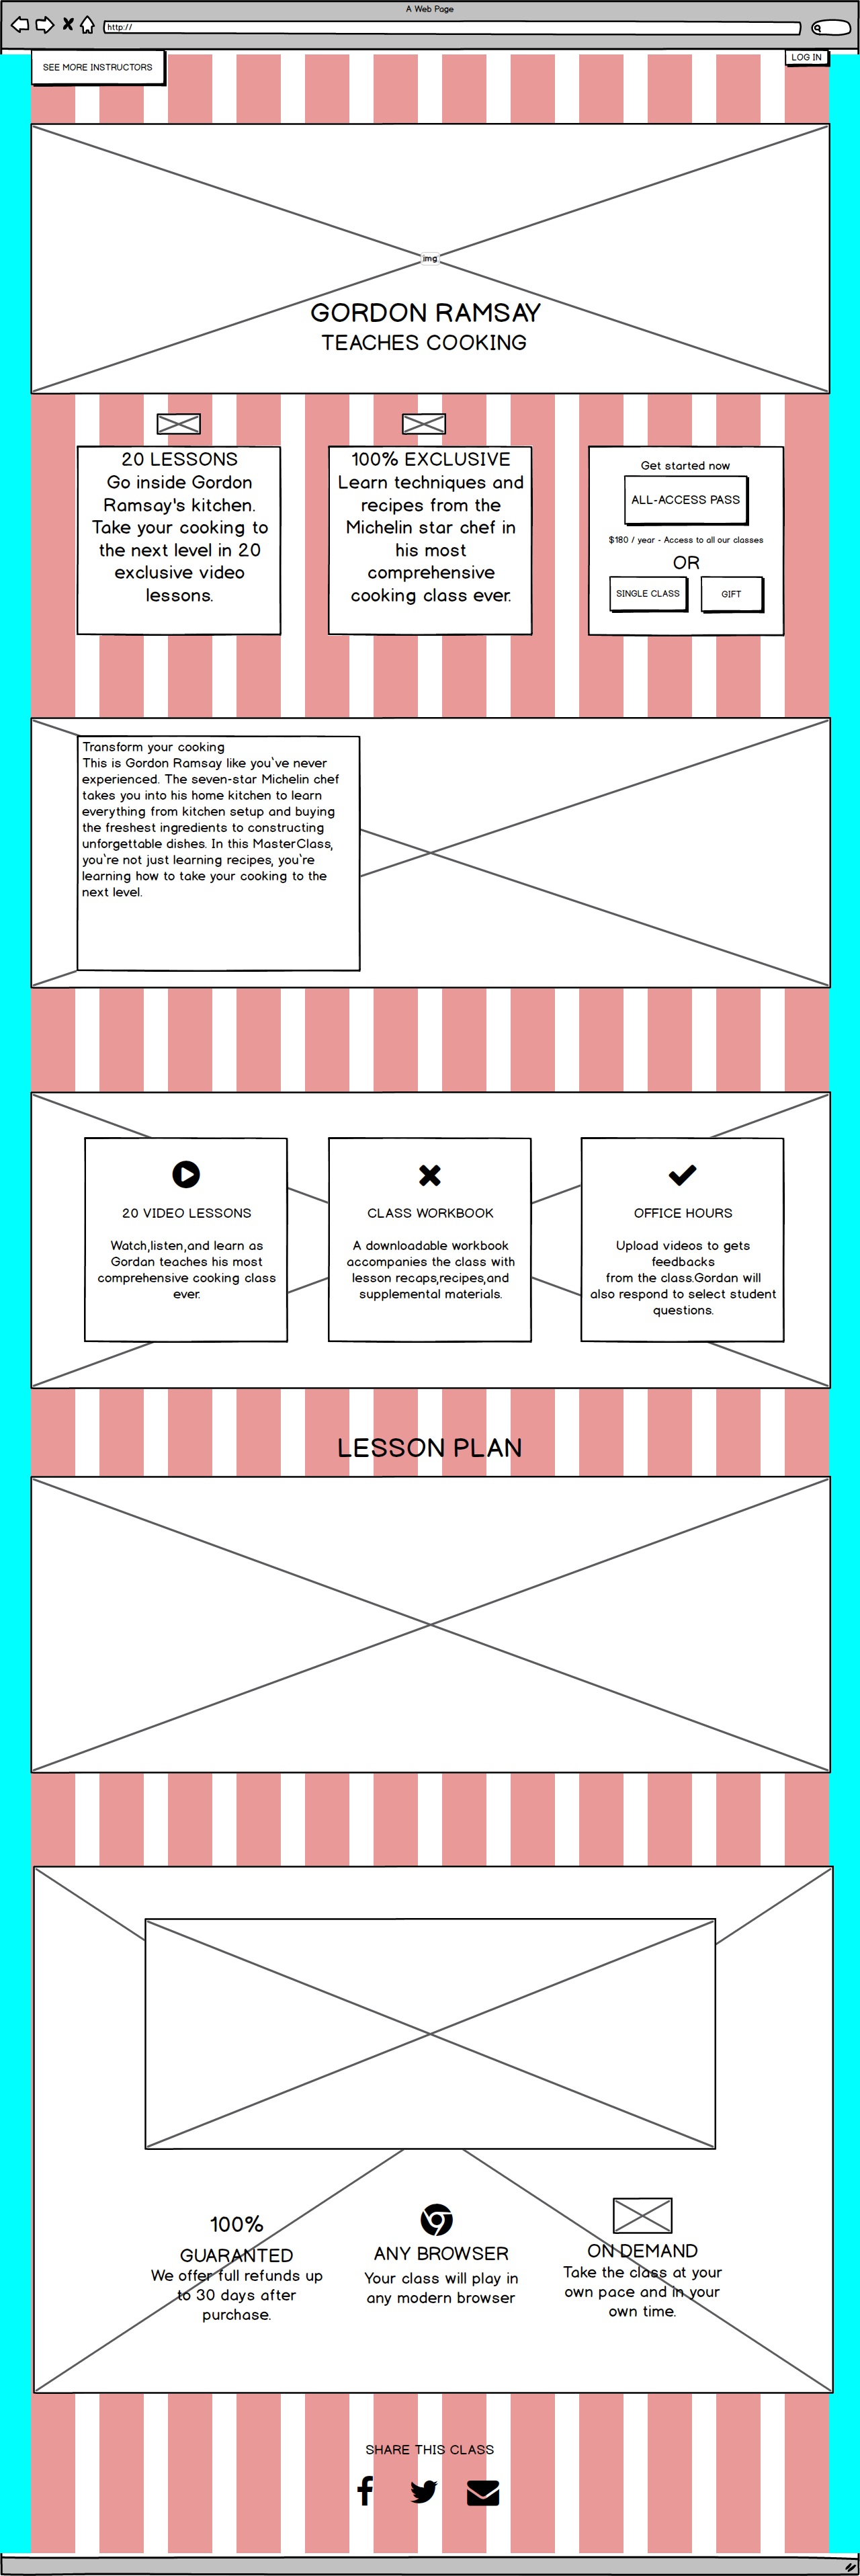 A Web Page
http://
SEE MORE INSTRUCTORS
LOG IN
img
GORDON RAMSAY
TEACHES COOKING
20 LESSONS
Go inside Gordon
Ramsay's kitchen.
Take your cooking to
the next level in 20
exclusive video
lessons.
100% EXCLUSIVE
Learn techniques and
recipes from the
Michelin star chef in
his most
comprehensive
cooking class ever.
Get started now
ALL-ACCESS PASS
$180 / year - Access to all our classes
OR
SINGLE CLASS
GIFT
Transform your cooking
This is Gordon Ramsay like you`ve never
experienced. The seven-star Michelin chef
takes you into his home kitchen to learn
everything from kitchen setup and buying
the freshest ingredients to constructing
unforgettable dishes. In this MasterClass,
you`re not just learning recipes, you`re
learning how to take your cooking to the
next level.
20 VIDEO LESSONS
Watch,listen,and learn as
Gordan teaches his most
comprehensive cooking class
ever.
CLASS WORKBOOK
A downloadable workbook
accompanies the class with
lesson recaps,recipes,and
supplemental materials.
OFFICE HOURS
Upload videos to gets
feedbacks
from the class.Gordan will
also respond to select student
questions.
LESSON PLAN
100%
GUARANTED
We offer full refunds up
to 30 days after
purchase.
ANY BROWSER
Your class will play in
any modern browser
ON DEMAND
Take the class at your
own pace and in your
own time.
SHARE THIS CLASS